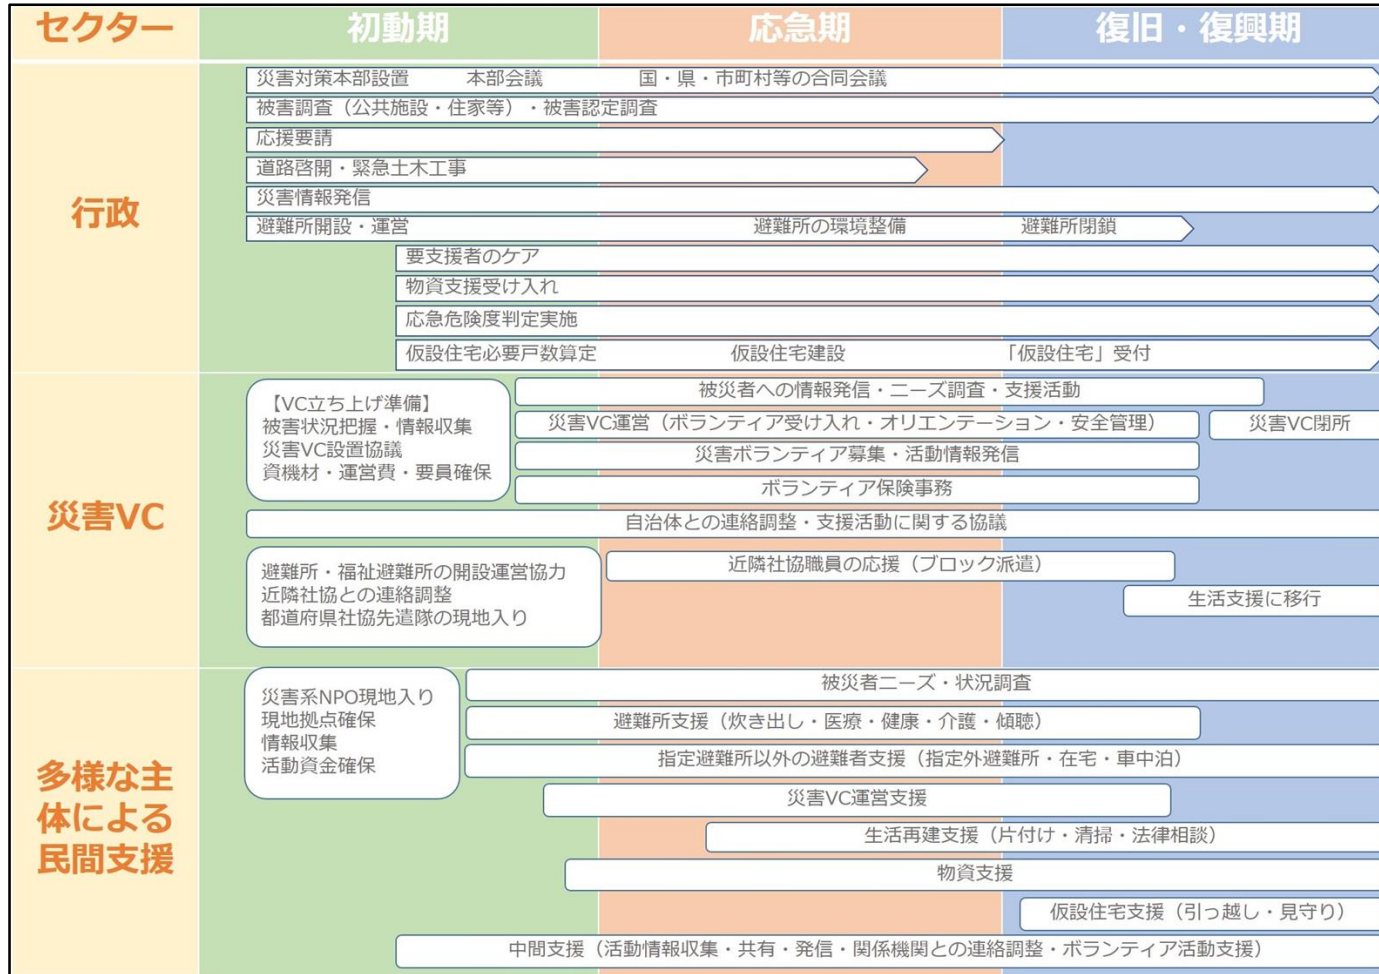 セクター 初動期 応急期 復旧・復興期
行政
災害対策本部設置 本部会議 国・県・市町村等の合同会議
被害調査（公共施設・住家等）・被害認定調査
応援要請
道路啓開・緊急土木工事
災害情報発信
避難所開設・運営 避難所の環境整備 避難所閉鎖
要支援者のケア
物資支援受け入れ
応急危険度判定実施
仮設住宅必要戸数算定 仮設住宅建設 「仮設住宅」受付
災害VC
【VC立ち上げ準備】
被害状況把握・情報収集
災害VC設置協議
資機材・運営費・要員確保
被災者への情報発信・ニーズ調査・支援活動
災害VC運営（ボランティア受け入れ・オリエンテーション・安全管理） 災害VC閉所
災害ボランティア募集・活動情報発信
ボランティア保険事務
自治体との連絡調整・支援活動に関する協議
避難所・福祉避難所の開設運営協力
近隣社協との連絡調整
都道府県社協先遣隊の現地入り
近隣社協職員の応援（ブロック派遣）
生活支援に移行
多様な主
体による
民間支援
災害系NPO現地入り
現地拠点確保
情報収集
活動資金確保
被災者ニーズ・状況調査
避難所支援（炊き出し・医療・健康・介護・傾聴）
指定避難所以外の避難者支援（指定外避難所・在宅・車中泊）
災害VC運営支援
生活再建支援（片付け・清掃・法律相談）
物資支援
仮設住宅支援（引っ越し・見守り）
中間支援（活動情報収集・共有・発信・関係機関との連絡調整・ボランティア活動支援）